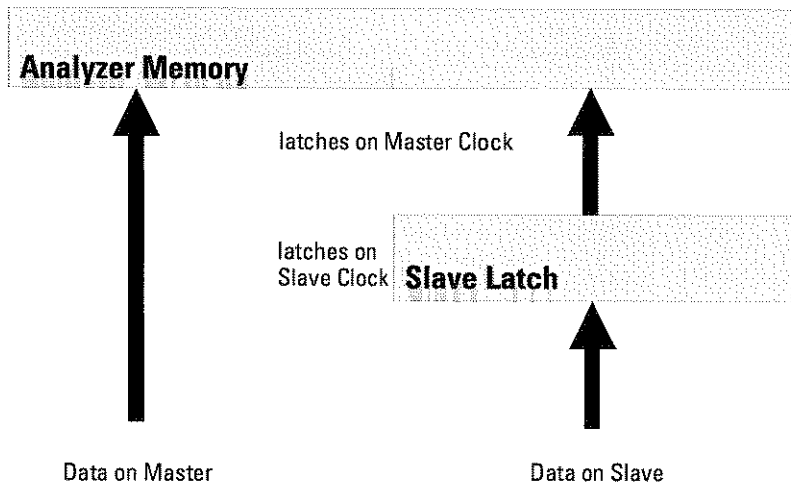 Analyzer Memory
latches on Master Clock
latches on
Slave Clock
Slave Latch
Data on Master
Data on Slave